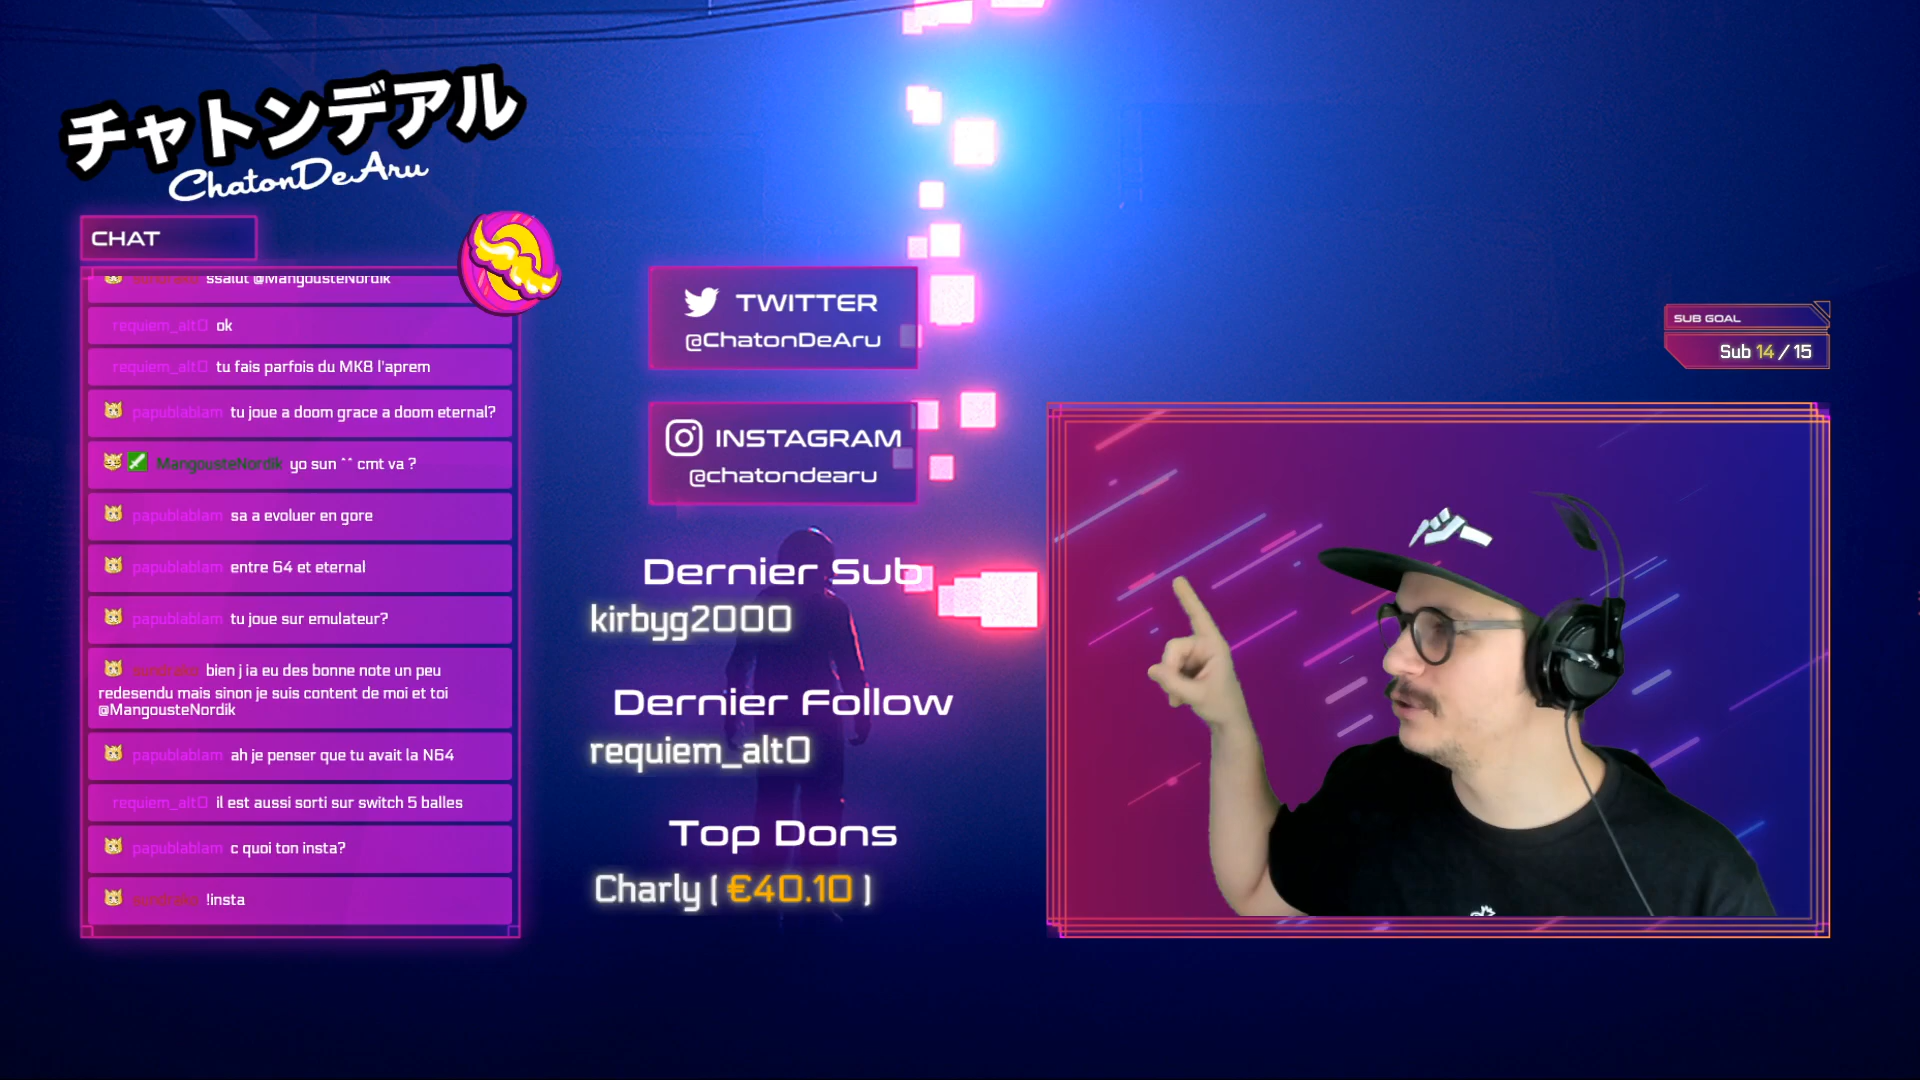 チャトンデアル
ChatonDeAru
CHAT
ssalut @MangousteNordik
requiem_alt0 ok
requiem_alt0 tu fais parfois du MK8 l'aprem
papublablam tu joue a doom grace a doom eternal?
MangousteNordik yo sun ^^ cmt va ?
papublablam sa a evoluer en gore
papublablam entre 64 et eternal
papublablam tu joue sur emulateur?
bien j ia eu des bonne note un peu
redesendu mais sinon je suis content de moi et toi
@MangousteNordik
papublablam ah je penser que tu avait la N64
requiem_alt0 il est aussi sorti sur switch 5 balles
papublablam c quoi ton insta?
!insta
TWITTER
@ChatonDeAru
INSTAGRAM
@chatondearu
Dernier Sub
kirbyg2000
Dernier Follow
requiem_alt0
Top Dons
Charly ( €40.10 )
SUB GOAL
Sub 14 / 15